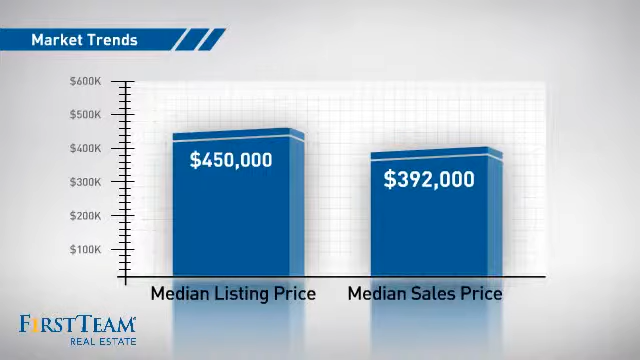 Market Trends
$600K
$500K
$400K
$300K
$200K
$100K
$450,000
$392,000
Median Listing Price
Median Sales Price
FIRSTTEAM®
REAL ESTATE